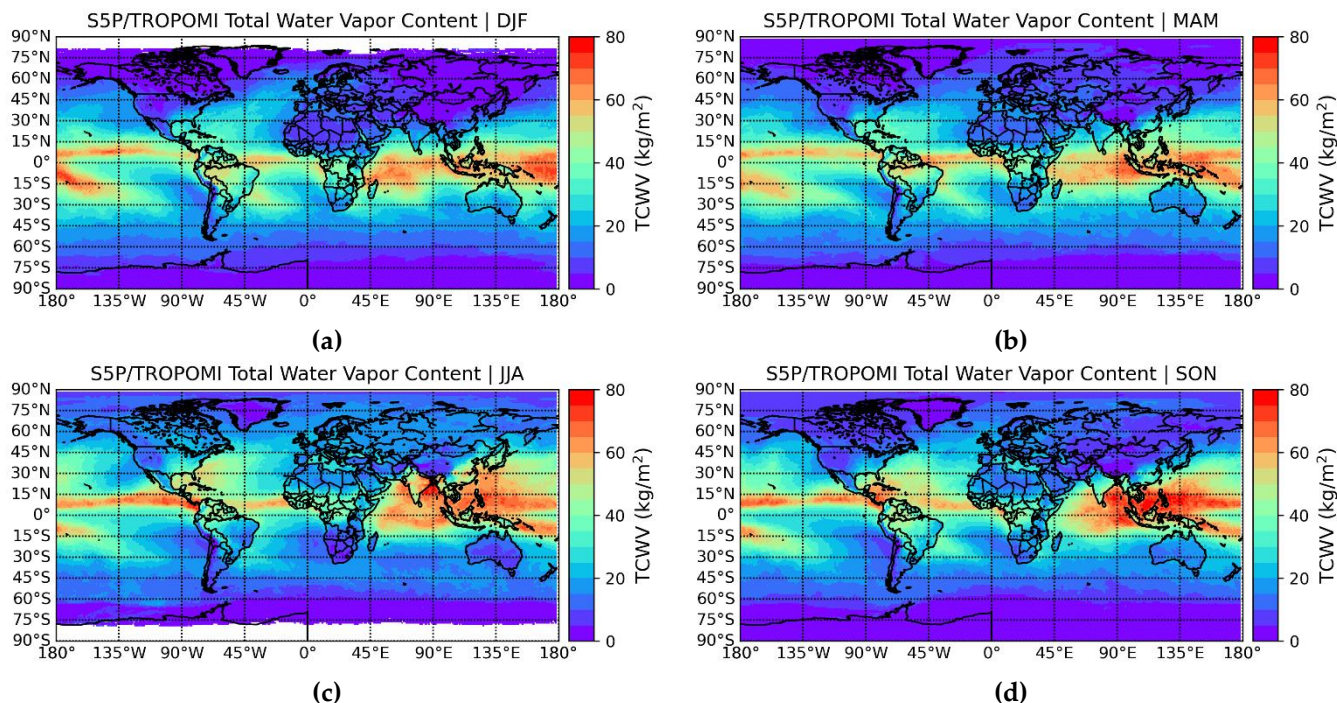 S5P/TROPOMI Total Water Vapor Content | DJF
90°N
75°N
60°N
45°N
30°N
15°N
0°
15°S
30°S
45°S
60°S
75°S
90°S
180° 135°W 90°W 45°W 0° 45°E 90°E 135°E 180°
80
60
40
20
0
TCWV (kg/m²)
(a)
S5P/TROPOMI Total Water Vapor Content | MAM
90°N
75°N
60°N
45°N
30°N
15°N
0°
15°S
30°S
45°S
60°S
75°S
90°S
180° 135°W 90°W 45°W 0° 45°E 90°E 135°E 180°
80
60
40
20
0
TCWV (kg/m²)
(b)
S5P/TROPOMI Total Water Vapor Content | JJA
90°N
75°N
60°N
45°N
30°N
15°N
0°
15°S
30°S
45°S
60°S
75°S
90°S
180° 135°W 90°W 45°W 0° 45°E 90°E 135°E 180°
80
60
40
20
0
TCWV (kg/m²)
(c)
S5P/TROPOMI Total Water Vapor Content | SON
90°N
75°N
60°N
45°N
30°N
15°N
0°
15°S
30°S
45°S
60°S
75°S
90°S
180° 135°W 90°W 45°W 0° 45°E 90°E 135°E 180°
80
60
40
20
0
TCWV (kg/m²)
(d)